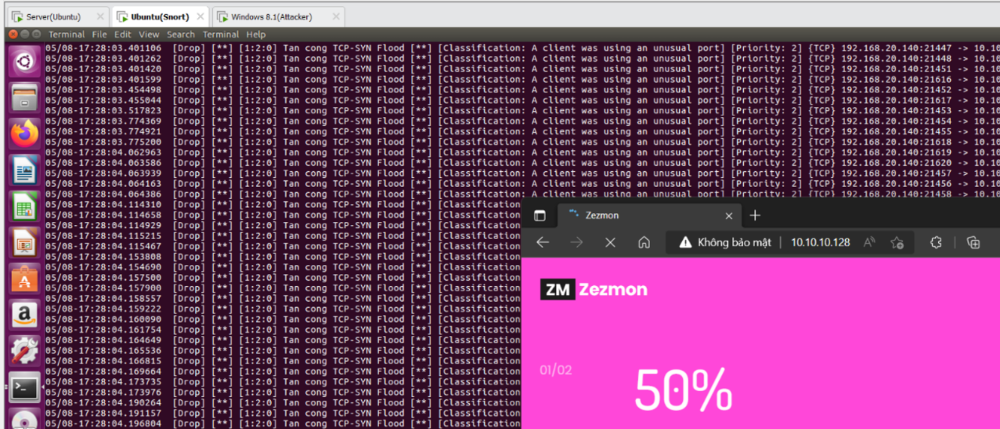 Server(Ubuntu) Ubuntu(Snort) Windows 8.1(Attacker)
Terminal File Edit View Search Terminal Help
05/08-17:28:03.401106 [Drop] [**] [1:2:0] Tan cong TCP-SYN Flood [**] [Classification: A client was using an unusual port] [Priority: 2] {TCP} 192.168.20.140:21447 -> 10.10
05/08-17:28:03.401262 [Drop] [**] [1:2:0] Tan cong TCP-SYN Flood [**] [Classification: A client was using an unusual port] [Priority: 2] {TCP} 192.168.20.140:21448 -> 10.10
05/08-17:28:03.401420 [Drop] [**] [1:2:0] Tan cong TCP-SYN Flood [**] [Classification: A client was using an unusual port] [Priority: 2] {TCP} 192.168.20.140:21451 -> 10.10
05/08-17:28:03.401599 [Drop] [**] [1:2:0] Tan cong TCP-SYN Flood [**] [Classification: A client was using an unusual port] [Priority: 2] {TCP} 192.168.20.140:21616 -> 10.10
05/08-17:28:03.454498 [Drop] [**] [1:2:0] Tan cong TCP-SYN Flood [**] [Classification: A client was using an unusual port] [Priority: 2] {TCP} 192.168.20.140:21452 -> 10.10
05/08-17:28:03.455044 [Drop] [**] [1:2:0] Tan cong TCP-SYN Flood [**] [Classification: A client was using an unusual port] [Priority: 2] {TCP} 192.168.20.140:21617 -> 10.10
05/08-17:28:03.517823 [Drop] [**] [1:2:0] Tan cong TCP-SYN Flood [**] [Classification: A client was using an unusual port] [Priority: 2] {TCP} 192.168.20.140:21453 -> 10.10
05/08-17:28:03.774369 [Drop] [**] [1:2:0] Tan cong TCP-SYN Flood [**] [Classification: A client was using an unusual port] [Priority: 2] {TCP} 192.168.20.140:21454 -> 10.10
05/08-17:28:03.774921 [Drop] [**] [1:2:0] Tan cong TCP-SYN Flood [**] [Classification: A client was using an unusual port] [Priority: 2] {TCP} 192.168.20.140:21455 -> 10.10
05/08-17:28:03.775200 [Drop] [**] [1:2:0] Tan cong TCP-SYN Flood [**] [Classification: A client was using an unusual port] [Priority: 2] {TCP} 192.168.20.140:21618 -> 10.10
05/08-17:28:04.062963 [Drop] [**] [1:2:0] Tan cong TCP-SYN Flood [**] [Classification: A client was using an unusual port] [Priority: 2] {TCP} 192.168.20.140:21619 -> 10.10
05/08-17:28:04.063586 [Drop] [**] [1:2:0] Tan cong TCP-SYN Flood [**] [Classification: A client was using an unusual port] [Priority: 2] {TCP} 192.168.20.140:21620 -> 10.10
05/08-17:28:04.063939 [Drop] [**] [1:2:0] Tan cong TCP-SYN Flood [**] [Classification: A client was using an unusual port] [Priority: 2] {TCP} 192.168.20.140:21457 -> 10.10
05/08-17:28:04.064163 [Drop] [**] [1:2:0] Tan cong TCP-SYN Flood [**] [Classification: A client was using an unusual port] [Priority: 2] {TCP} 192.168.20.140:21456 -> 10.10
05/08-17:28:04.064386 [Drop] [**] [1:2:0] Tan cong TCP-SYN Flood [**] [Classification: A client was using an unusual port] [Priority: 2] {TCP} 192.168.20.140:21458 -> 10.10
05/08-17:28:04.114310 [Drop] [**] [1:2:0] Tan cong TCP-SYN Flood [**] [Classification
05/08-17:28:04.114658 [Drop] [**] [1:2:0] Tan cong TCP-SYN Flood [**] [Classification
05/08-17:28:04.114929 [Drop] [**] [1:2:0] Tan cong TCP-SYN Flood [**] [Classification
05/08-17:28:04.115215 [Drop] [**] [1:2:0] Tan cong TCP-SYN Flood [**] [Classification
05/08-17:28:04.115467 [Drop] [**] [1:2:0] Tan cong TCP-SYN Flood [**] [Classification
05/08-17:28:04.153808 [Drop] [**] [1:2:0] Tan cong TCP-SYN Flood [**] [Classification
05/08-17:28:04.154690 [Drop] [**] [1:2:0] Tan cong TCP-SYN Flood [**] [Classification
05/08-17:28:04.157500 [Drop] [**] [1:2:0] Tan cong TCP-SYN Flood [**] [Classification
05/08-17:28:04.157900 [Drop] [**] [1:2:0] Tan cong TCP-SYN Flood [**] [Classification
05/08-17:28:04.158557 [Drop] [**] [1:2:0] Tan cong TCP-SYN Flood [**] [Classification
05/08-17:28:04.159222 [Drop] [**] [1:2:0] Tan cong TCP-SYN Flood [**] [Classification
05/08-17:28:04.160090 [Drop] [**] [1:2:0] Tan cong TCP-SYN Flood [**] [Classification
05/08-17:28:04.161754 [Drop] [**] [1:2:0] Tan cong TCP-SYN Flood [**] [Classification
05/08-17:28:04.164649 [Drop] [**] [1:2:0] Tan cong TCP-SYN Flood [**] [Classification
05/08-17:28:04.165536 [Drop] [**] [1:2:0] Tan cong TCP-SYN Flood [**] [Classification
05/08-17:28:04.166815 [Drop] [**] [1:2:0] Tan cong TCP-SYN Flood [**] [Classification
05/08-17:28:04.169664 [Drop] [**] [1:2:0] Tan cong TCP-SYN Flood [**] [Classification
05/08-17:28:04.173735 [Drop] [**] [1:2:0] Tan cong TCP-SYN Flood [**] [Classification
05/08-17:28:04.173976 [Drop] [**] [1:2:0] Tan cong TCP-SYN Flood [**] [Classification
05/08-17:28:04.190264 [Drop] [**] [1:2:0] Tan cong TCP-SYN Flood [**] [Classification
05/08-17:28:04.191157 [Drop] [**] [1:2:0] Tan cong TCP-SYN Flood [**] [Classification
05/08-17:28:04.196804 [Drop] [**] [1:2:0] Tan cong TCP-SYN Flood [**] [Classification
Zezmon
Không bảo mật | 10.10.10.128
ZM Zezmon
01/02
50%